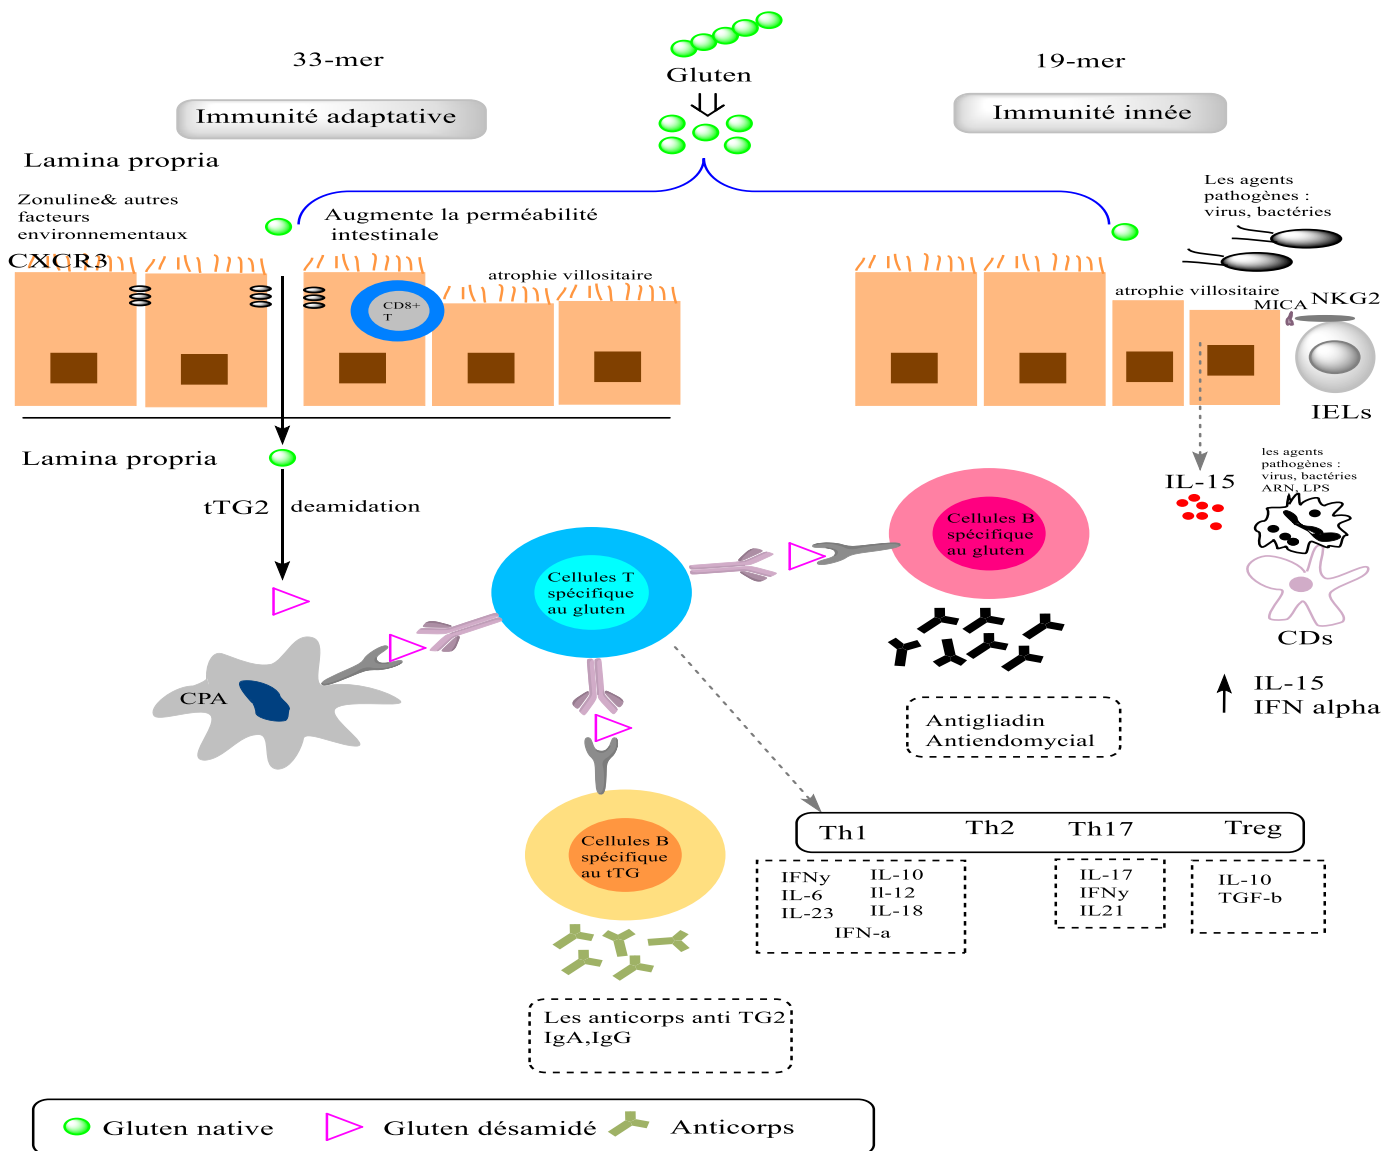 33-mer
Gluten
19-mer
Immunité adaptative
Immunité innée
Lamina propria
Zonuline& autres
facteurs
environnementaux
CXCR3
Augmente la perméabilité
intestinale
atrophie villositaire
CD8+
T
Les agents
pathogènes :
virus, bactéries
atrophie villositaire
MICA
NKG2
IELs
Lamina propria
tTG2
deamidation
IL-15
les agents
pathogènes :
virus, bactéries
ARN, LPS
CDs
IL-15
IFN alpha
Cellules B
spécifique
au gluten
Cellules T
spécifique
au gluten
CPA
Antigliadin
Antiendomycial
Cellules B
spécifique
au tTG
Th1
Th2
Th17
Treg
IFNy
IL-10
IL-6
Il-12
IL-23
IL-18
IFN-a
IL-17
IFNy
IL21
IL-10
TGF-b
Les anticorps anti TG2
IgA,IgG
Gluten native
Gluten désamidé
Anticorps